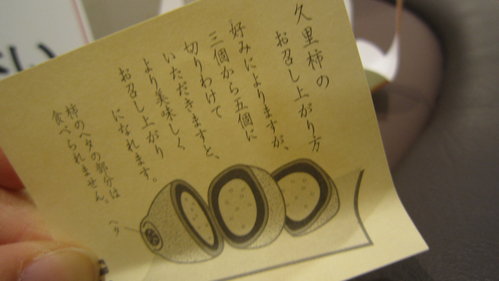 久里柿の
お召し上がり方
好みによりますが、
三個から五個に
切りわけて
いただきますと、
より美味しく
お召し上がり
になれます。
柿のヘタの部分は
食べられません。
ヘタ